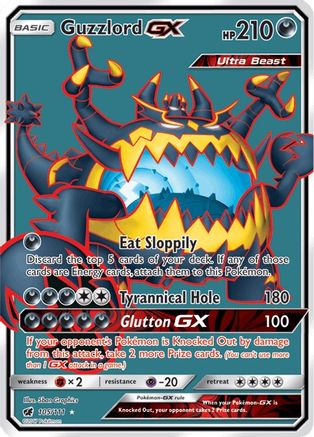 BASIC Guzzlord GX HP210
Ultra Beast
Eat Sloppily
Discard the top 5 cards of your deck. If any of those
cards are Energy cards, attach them to this Pokémon.
Tyrannical Hole 180
Glutton GX 100
If your opponent's Pokémon is Knocked Out by damage from
this attack, take 2 more Prize cards. (You can't use more
than 1 GX attack in a game.)
weakness ×2 resistance -20 retreat
Illus. 5ban Graphics
105/111
©2017 Pokémon
Pokémon-GX rule
When your Pokémon-GX is
Knocked Out, your opponent takes 2 Prize cards.